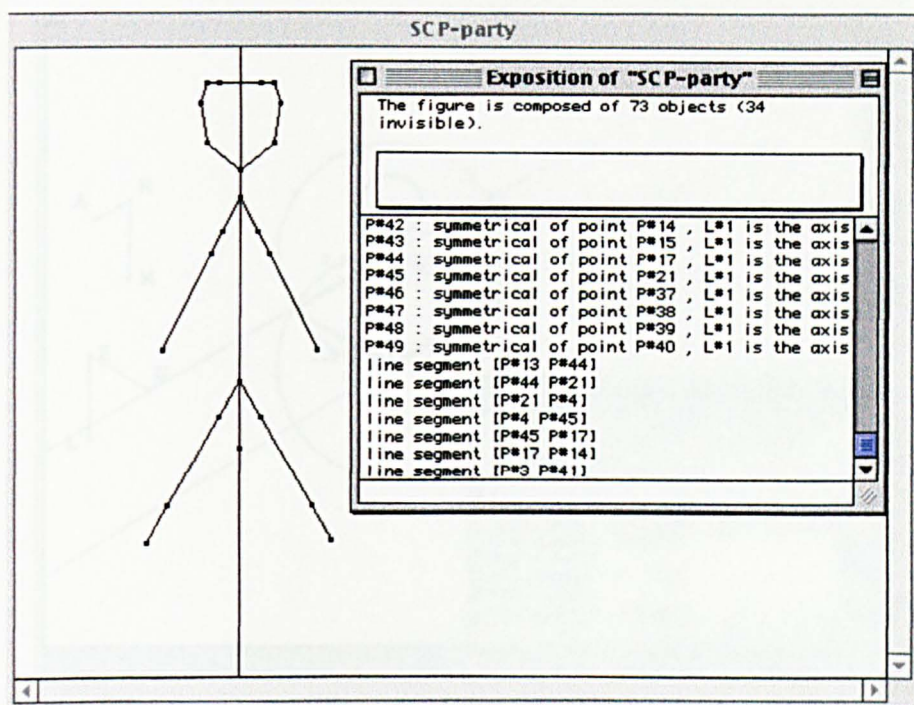 SCP-party
Exposition of "SCP-party"
The figure is composed of 73 objects (34
invisible).
P#42 : symmetrical of point P#14 , L#1 is the axis
P#43 : symmetrical of point P#15 , L#1 is the axis
P#44 : symmetrical of point P#17 , L#1 is the axis
P#45 : symmetrical of point P#21 , L#1 is the axis
P#46 : symmetrical of point P#37 , L#1 is the axis
P#47 : symmetrical of point P#38 , L#1 is the axis
P#48 : symmetrical of point P#39 , L#1 is the axis
P#49 : symmetrical of point P#40 , L#1 is the axis
line segment [P#13 P#44]
line segment [P#44 P#21]
line segment [P#21 P#4]
line segment [P#4 P#45]
line segment [P#45 P#17]
line segment [P#17 P#14]
line segment [P#3 P#41]